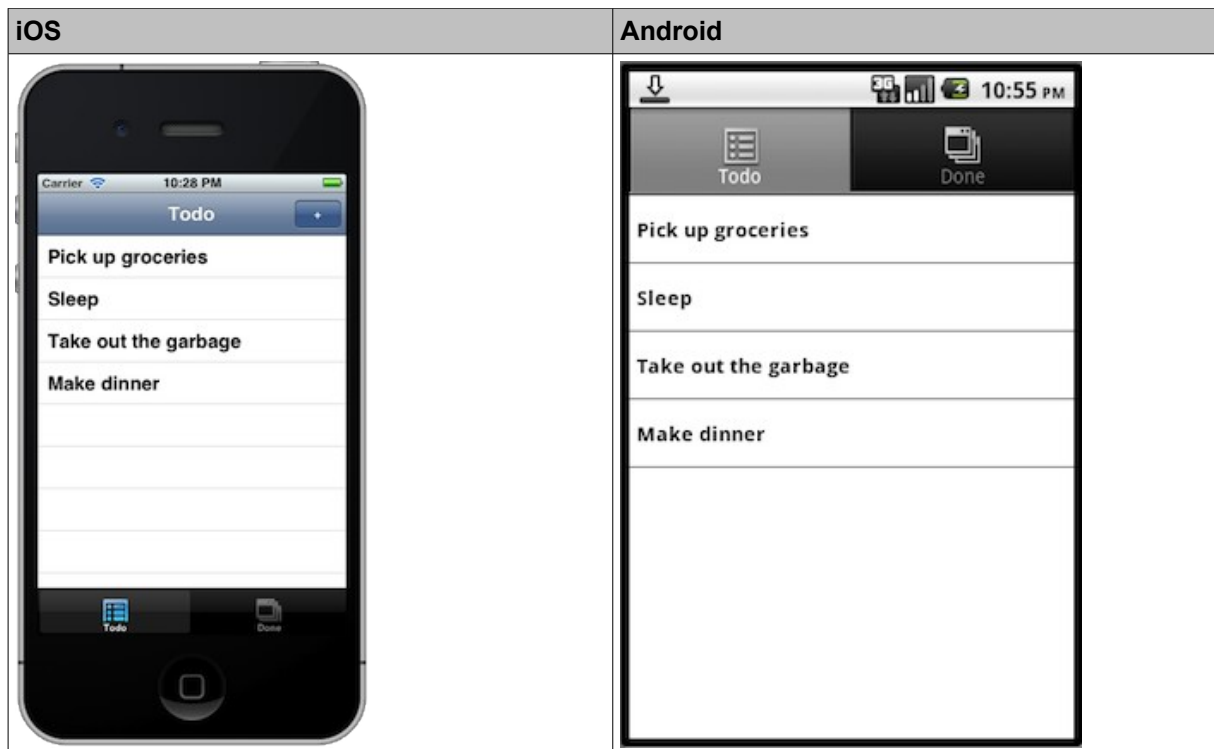 iOS
Android
Carrier 10:28 PM
Todo +
Pick up groceries
Sleep
Take out the garbage
Make dinner
Todo Done
3G 10:55 PM
Todo Done
Pick up groceries
Sleep
Take out the garbage
Make dinner